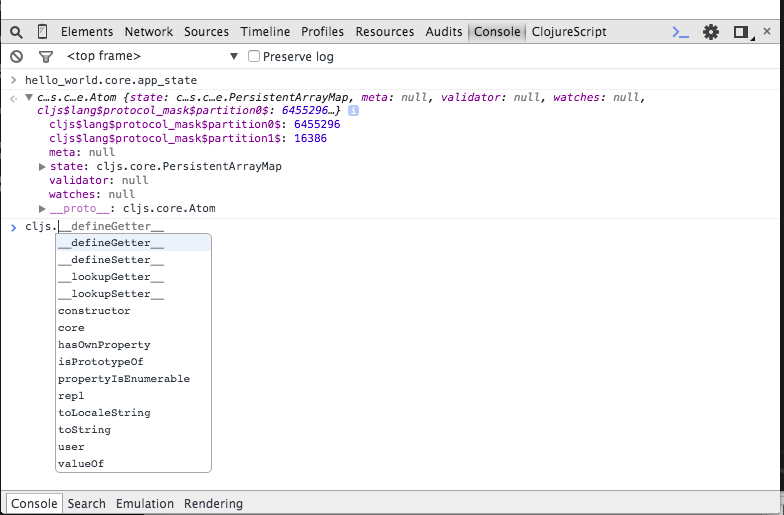 Elements Network Sources Timeline Profiles Resources Audits Console ClojureScript
<top frame> Preserve log
hello_world.core.app_state
c…s.c…e.Atom {state: c…s.c…e.PersistentArrayMap, meta: null, validator: null, watches: null,
cljs$lang$protocol_mask$partition0$: 6455296…}
cljs$lang$protocol_mask$partition0$: 6455296
cljs$lang$protocol_mask$partition1$: 16386
meta: null
state: cljs.core.PersistentArrayMap
validator: null
watches: null
__proto__: cljs.core.Atom
cljs.__defineGetter__
__defineGetter__
__defineSetter__
__lookupGetter__
__lookupSetter__
constructor
core
hasOwnProperty
isPrototypeOf
propertyIsEnumerable
repl
toLocaleString
toString
user
valueOf
Console Search Emulation Rendering